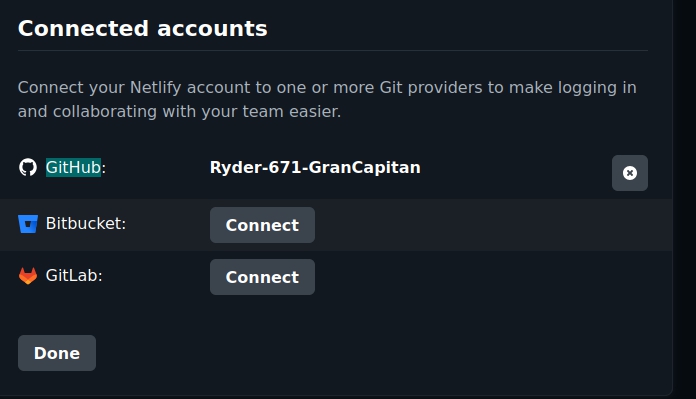 Connected accounts
Connect your Netlify account to one or more Git providers to make logging in
and collaborating with your team easier.
GitHub: Ryder-671-GranCapitan
Bitbucket: Connect
GitLab: Connect
Done